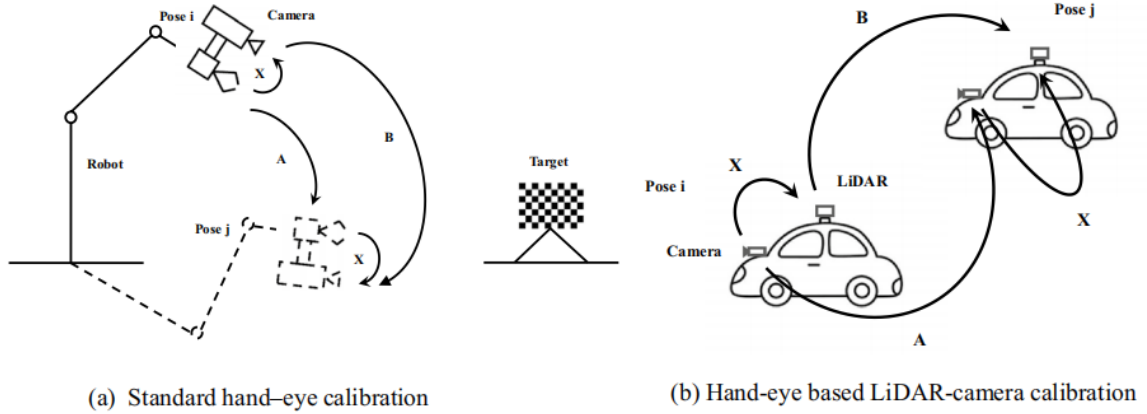 Pose i
Camera
X
A
B
Robot
Pose j
X
Target
(a) Standard hand–eye calibration
B
Pose j
X
LiDAR
Pose i
Camera
X
A
(b) Hand-eye based LiDAR-camera calibration